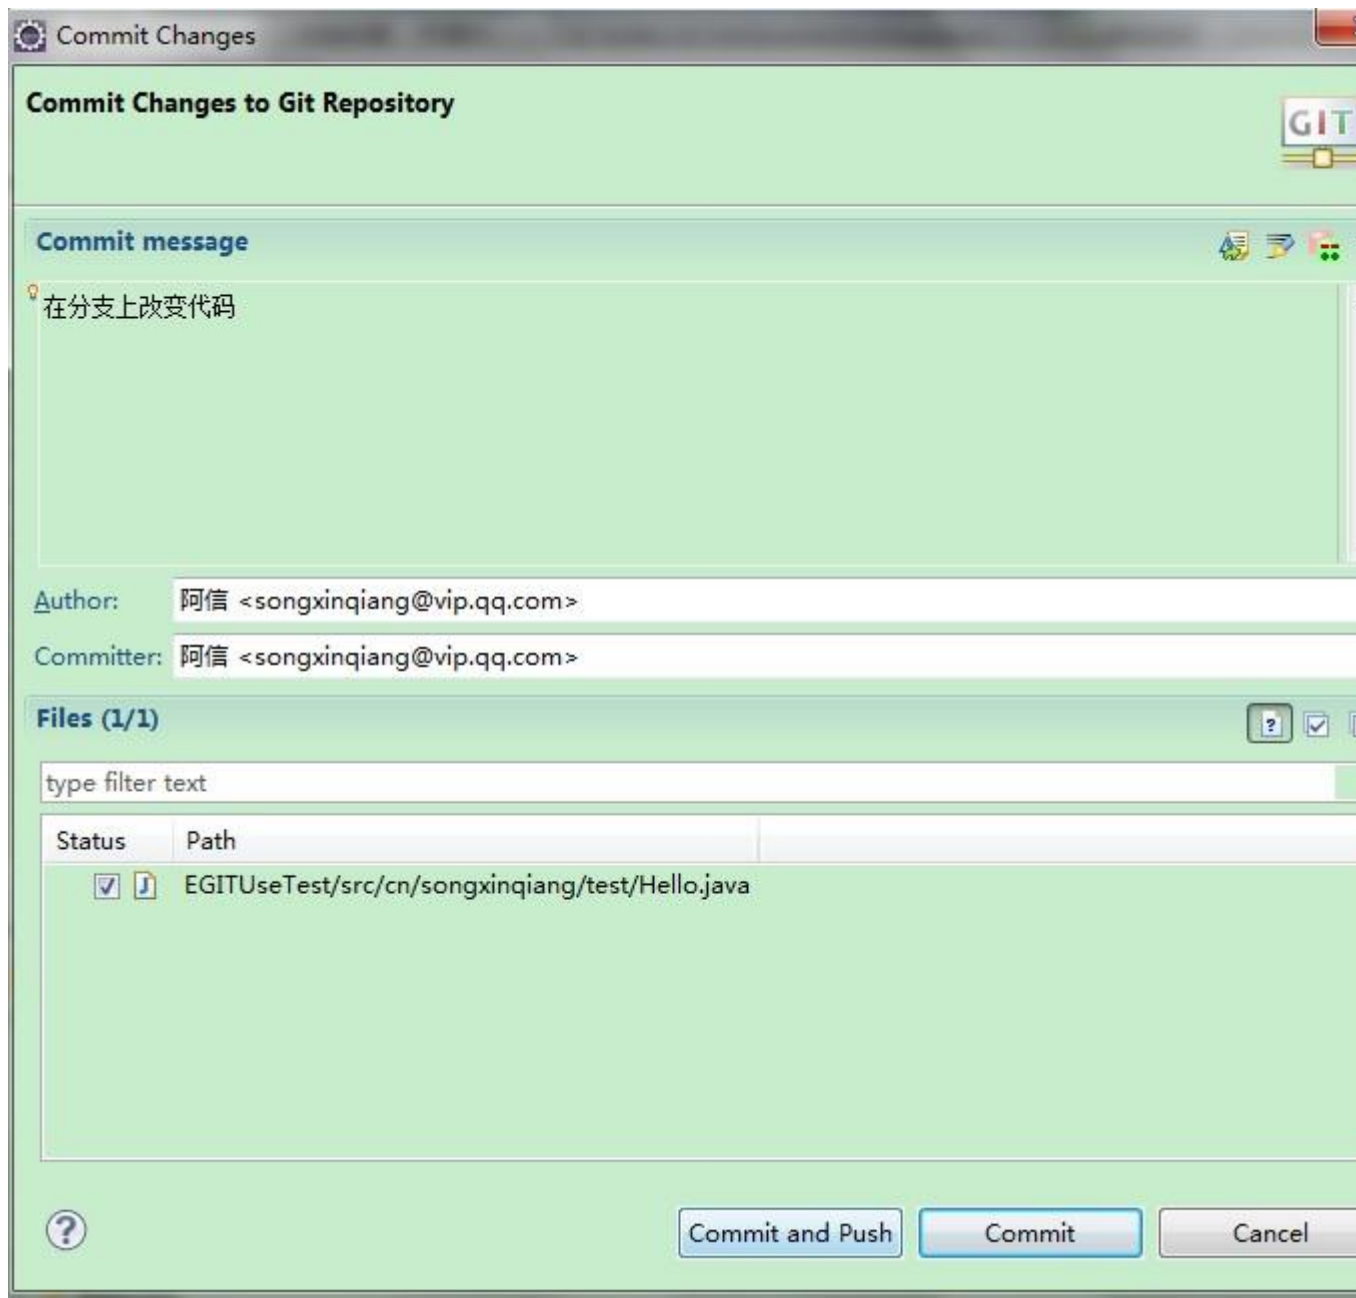 Commit Changes
Commit Changes to Git Repository
GIT
Commit message
在分支上改变代码
Author: 阿信 <songxinqiang@vip.qq.com>
Committer: 阿信 <songxinqiang@vip.qq.com>
Files (1/1)
type filter text
Status Path
EGITUseTest/src/cn/songxinqiang/test/Hello.java
Commit and Push Commit Cancel